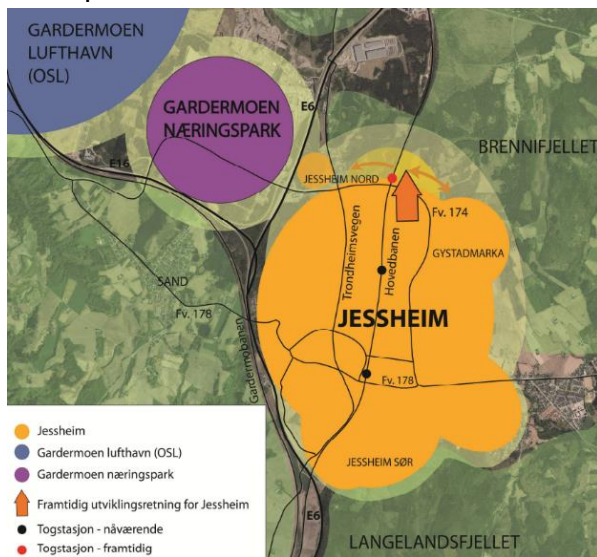 GARDERMOEN
LUFTHAVN
(OSL)
GARDERMOEN
NÆRINGSPARK
E6
E16
BRENNIFJELLET
JESSHEIM NORD
Fv. 174
GYSTADMARKA
Trondheimsvegen
Hovedbanen
SAND
Fv. 178
Gardermobanen
JESSHEIM
Fv. 178
JESSHEIM SØR
E6
LANGELANDSFJELLET
Jessheim
Gardermoen lufthavn (OSL)
Gardermoen næringspark
Framtidig utviklingsretning for Jessheim
Togstasjon - nåværende
Togstasjon - framtidig